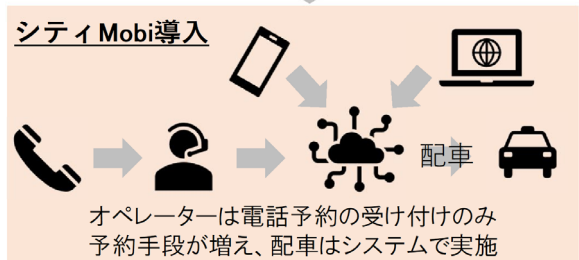 シティMobi導入
配車
オペレーターは電話予約の受け付けのみ
予約手段が増え、配車はシステムで実施